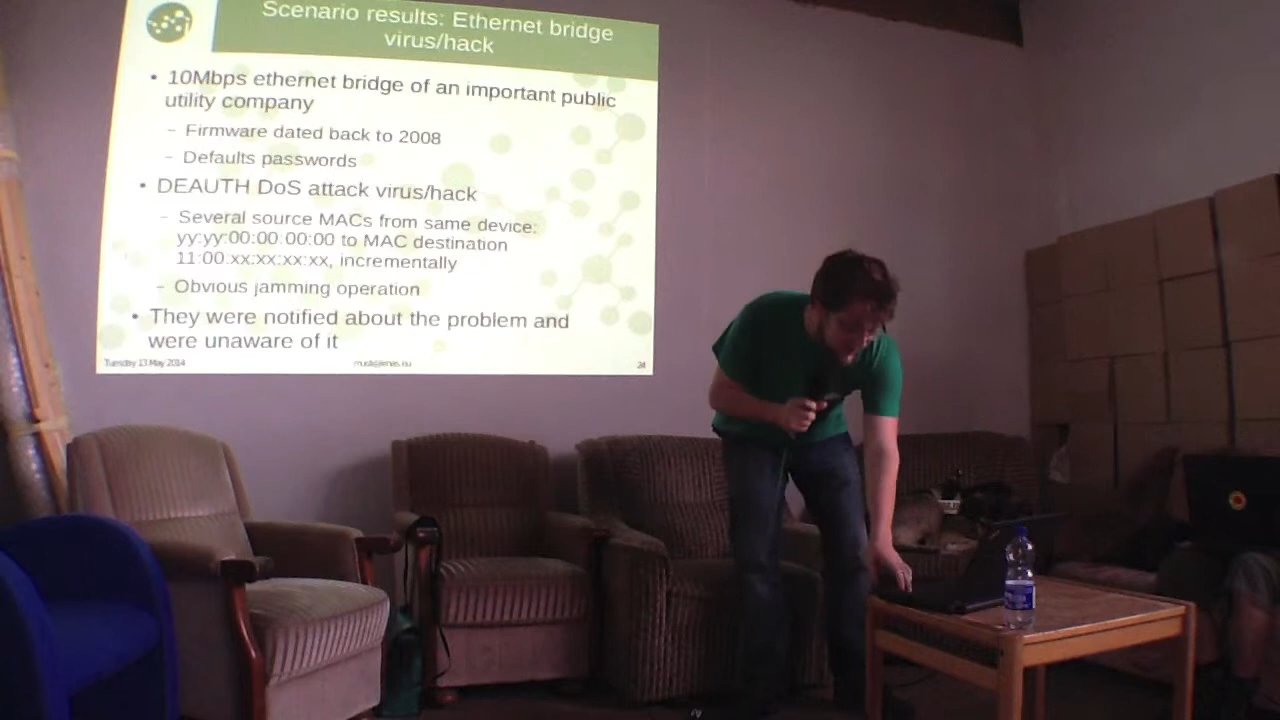 Scenario results: Ethernet bridge
virus/hack
• 10Mbps ethernet bridge of an important public
utility company
– Firmware dated back to 2008
– Defaults passwords
• DEAUTH DoS attack virus/hack
– Several source MACs from same device:
yy:yy:00:00:00:00 to MAC destination
11:00:xx:xx:xx:xx, incrementally
– Obvious jamming operation
• They were notified about the problem and
were unaware of it
Tuesday 13 May 2014
24